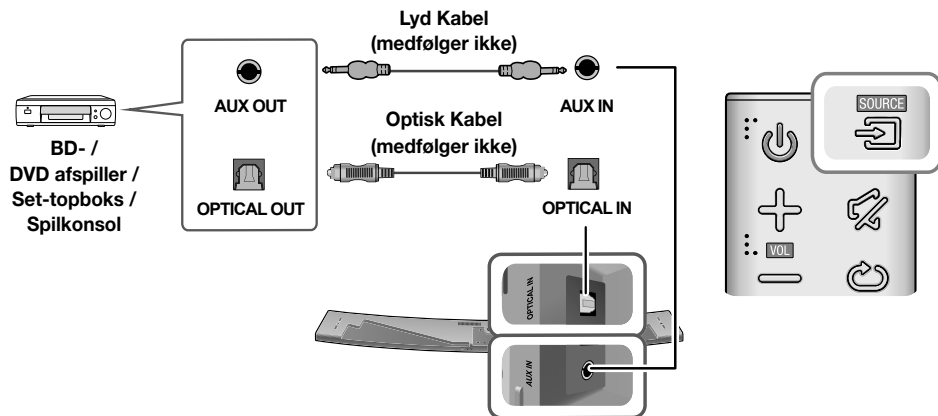 Lyd Kabel
(medfølger ikke)
AUX OUT
AUX IN
SOURCE
Optisk Kabel
(medfølger ikke)
BD- /
DVD afspiller /
Set-topboks /
Spilkonsol
OPTICAL OUT
OPTICAL IN
VOL
OPTICAL IN
AUX IN